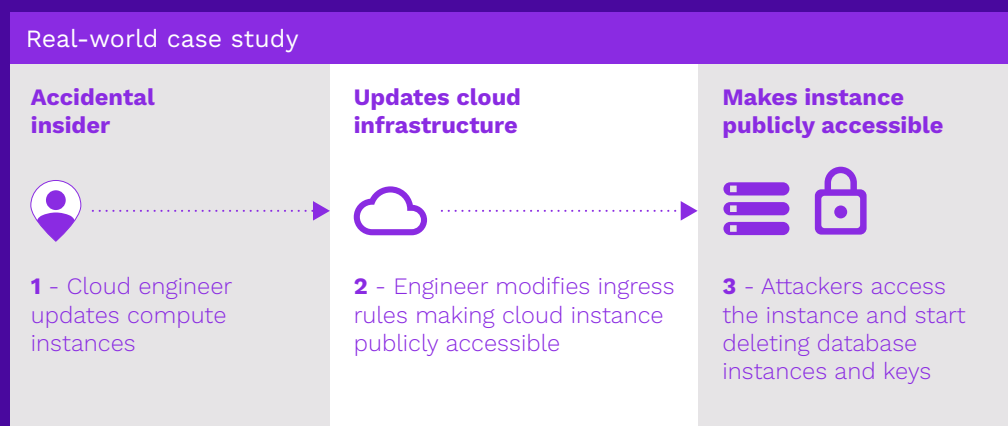 Real-world case study
Accidental
insider
1 - Cloud engineer
updates compute
instances
Updates cloud
infrastructure
2 - Engineer modifies ingress
rules making cloud instance
publicly accessible
Makes instance
publicly accessible
3 - Attackers access
the instance and start
deleting database
instances and keys